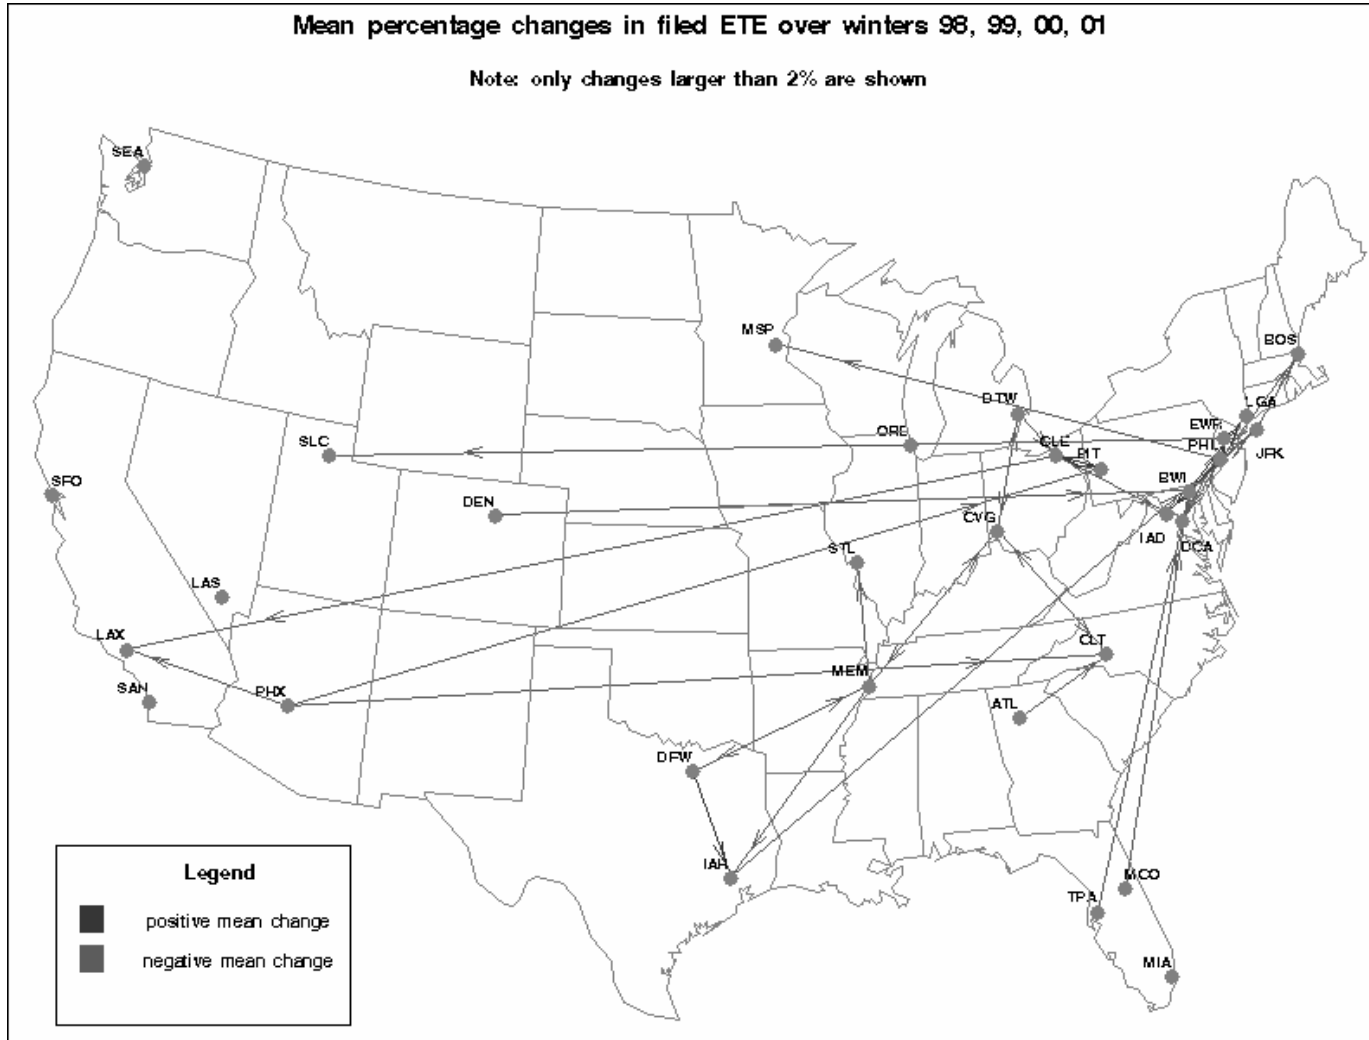 Mean percentage changes in filed ETE over winters 98, 99, 00, 01
Note: only changes larger than 2% are shown
SEA
MSP
BOS
DTW
LGA
ORD
EWR
SLC
CLE
PHL
JFK
PIT
SFO
BWI
DEN
CVG
IAD
DCA
STL
LAS
LAX
CLT
MEM
SAN
PHX
ATL
DFW
IAH
MCO
TPA
MIA
Legend
positive mean change
negative mean change